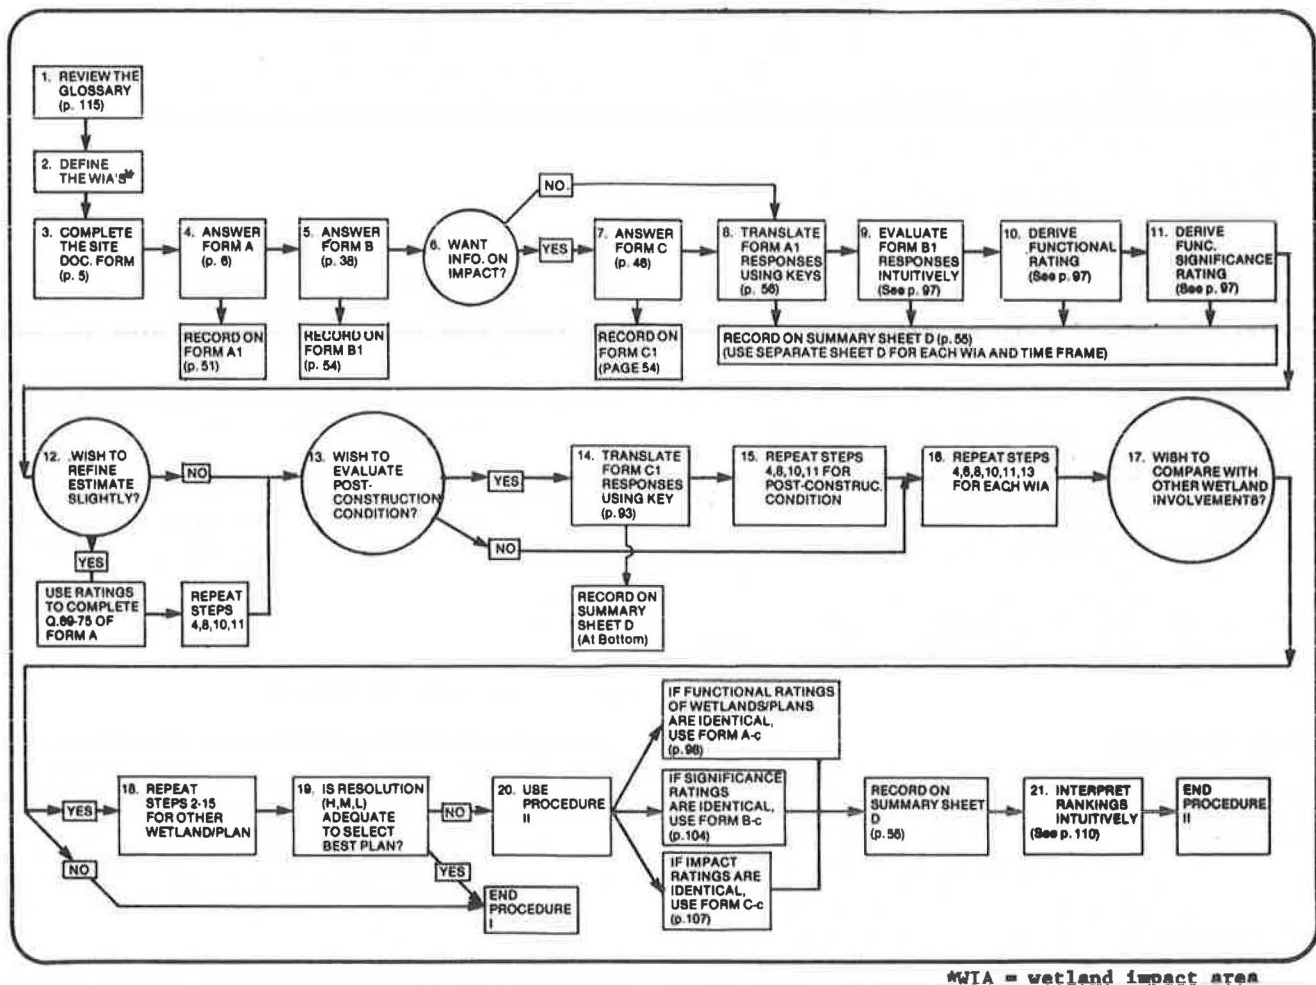 1. REVIEW THE
GLOSSARY
(p. 115)
2. DEFINE
THE WIA'S*
3. COMPLETE
THE SITE
DOC. FORM
(p. 5)
4. ANSWER
FORM A
(p. 6)
RECORD ON
FORM A1
(p. 51)
5. ANSWER
FORM B
(p. 38)
RECORD ON
FORM B1
(p. 54)
6. WANT
INFO. ON
IMPACT?
NO.
YES
7. ANSWER
FORM C
(p. 46)
RECORD ON
FORM C1
(PAGE 54)
8. TRANSLATE
FORM A1
RESPONSES
USING KEYS
(p. 56)
9. EVALUATE
FORM B1
RESPONSES
INTUITIVELY
(See p. 97)
10. DERIVE
FUNCTIONAL
RATING
(See p. 97)
11. DERIVE
FUNC.
SIGNIFICANCE
RATING
(See p. 97)
RECORD ON SUMMARY SHEET D (p. 55)
(USE SEPARATE SHEET D FOR EACH WIA AND TIME FRAME)
12. WISH TO
REFINE
ESTIMATE
SLIGHTLY?
NO
YES
USE RATINGS
TO COMPLETE
Q.69-75 OF
FORM A
REPEAT
STEPS
4,8,10,11
13. WISH TO
EVALUATE
POST-
CONSTRUCTION
CONDITION?
YES
NO
14. TRANSLATE
FORM C1
RESPONSES
USING KEY
(p. 93)
RECORD ON
SUMMARY
SHEET D
(At Bottom)
15. REPEAT STEPS
4,8,10,11 FOR
POST-CONSTRUC.
CONDITION
16. REPEAT STEPS
4,6,8,10,11,13
FOR EACH WIA
17. WISH TO
COMPARE WITH
OTHER WETLAND
INVOLVEMENTS?
YES
NO
18. REPEAT
STEPS 2-15
FOR OTHER
WETLAND/PLAN
19. IS RESOLUTION
(H,M,L)
ADEQUATE
TO SELECT
BEST PLAN?
NO
YES
END
PROCEDURE
I
20. USE
PROCEDURE
II
IF FUNCTIONAL RATINGS
OF WETLANDS/PLANS
ARE IDENTICAL,
USE FORM A-c
(p. 98)
IF SIGNIFICANCE
RATINGS
ARE IDENTICAL,
USE FORM B-c
(p.104)
IF IMPACT
RATINGS ARE
IDENTICAL,
USE FORM C-c
(p.107)
RECORD ON
SUMMARY SHEET
D
(p. 56)
21. INTERPRET
RANKINGS
INTUITIVELY
(See p. 110)
END
PROCEDURE
II
*WIA = wetland impact area